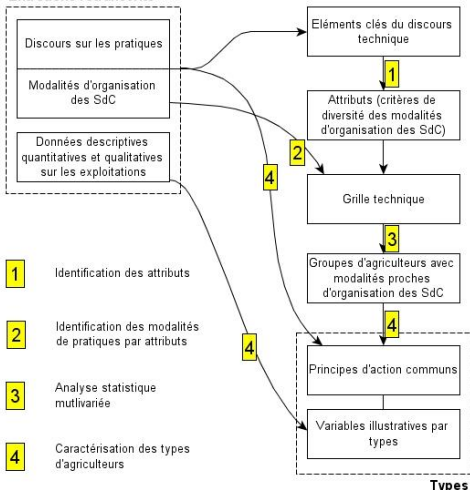 Discours sur les pratiques
Modalités d'organisation
des SdC
Données descriptives
quantitatives et qualitatives
sur les exploitations
Eléments clés du discours
technique
1
Attributs (critères de
diversité des modalités
d'organisation des SdC)
2
4
Grille technique
3
Groupes d'agriculteurs avec
modalités proches
d'organisation des SdC
4
4
Principes d'action communs
Variables illustratives par
types
Types
1
Identification des attributs
2
Identification des modalités
de pratiques par attributs
3
Analyse statistique
mutlivariée
4
Caractérisation des types
d'agriculteurs